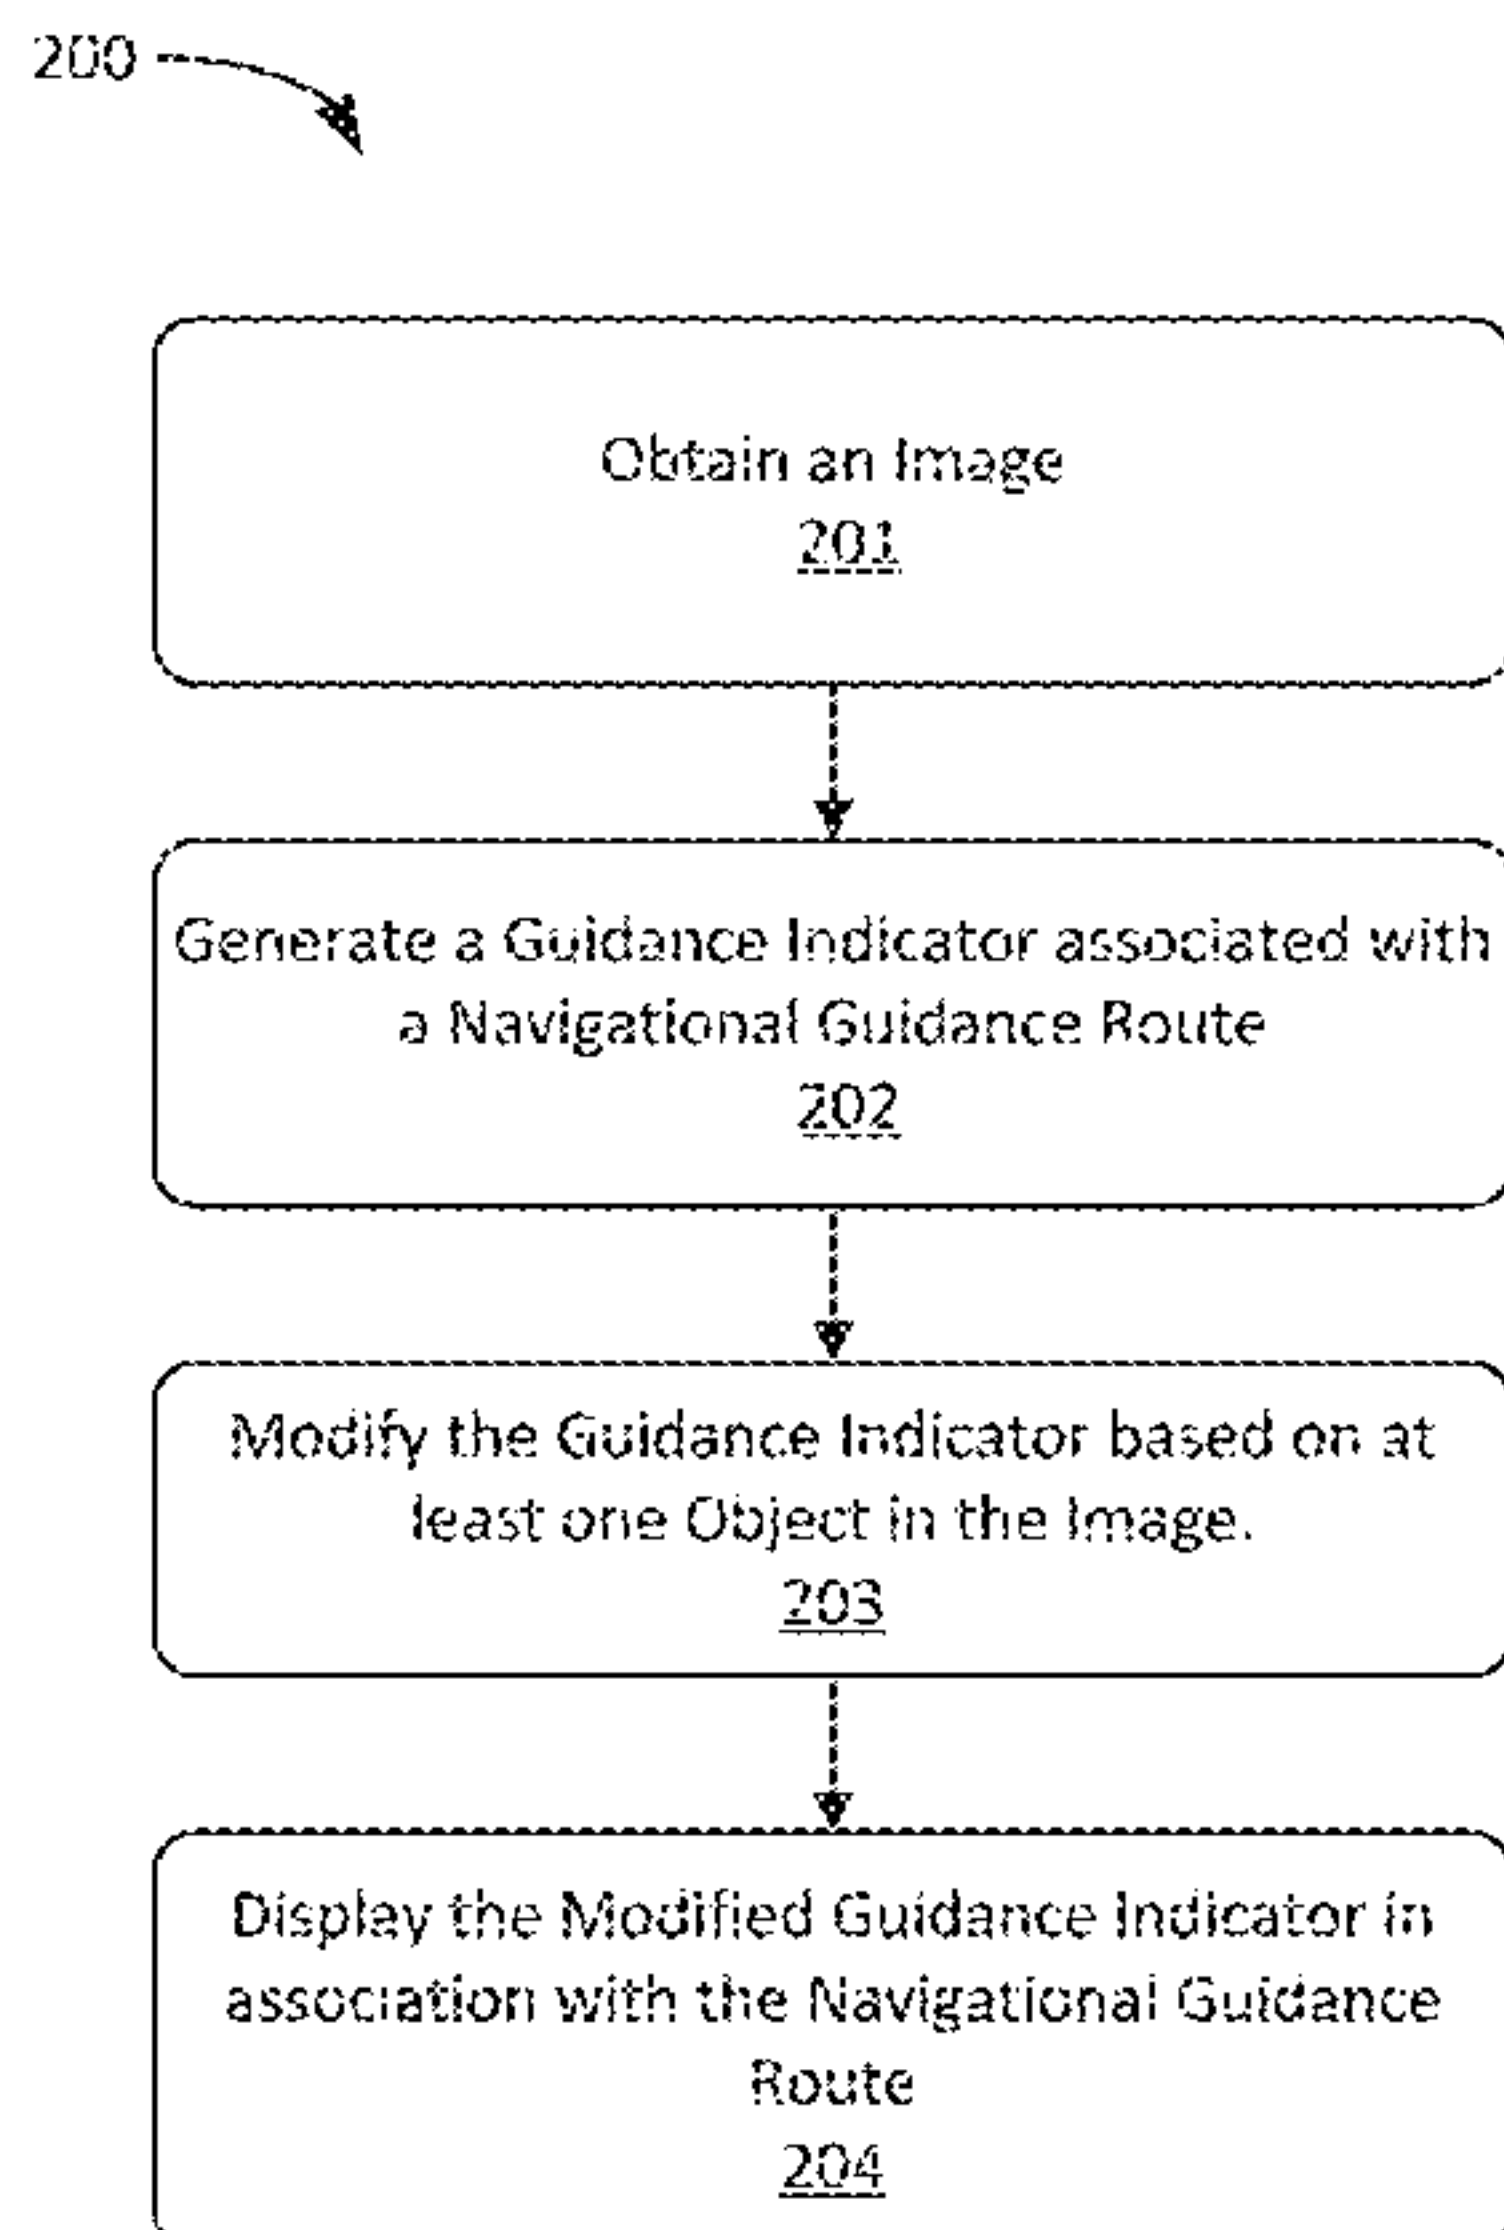 200
Obtain an Image
201
Generate a Guidance Indicator associated with
a Navigational Guidance Route
202
Modify the Guidance Indicator based on at
least one Object in the Image.
203
Display the Modified Guidance Indicator in
association with the Navigational Guidance
Route
204